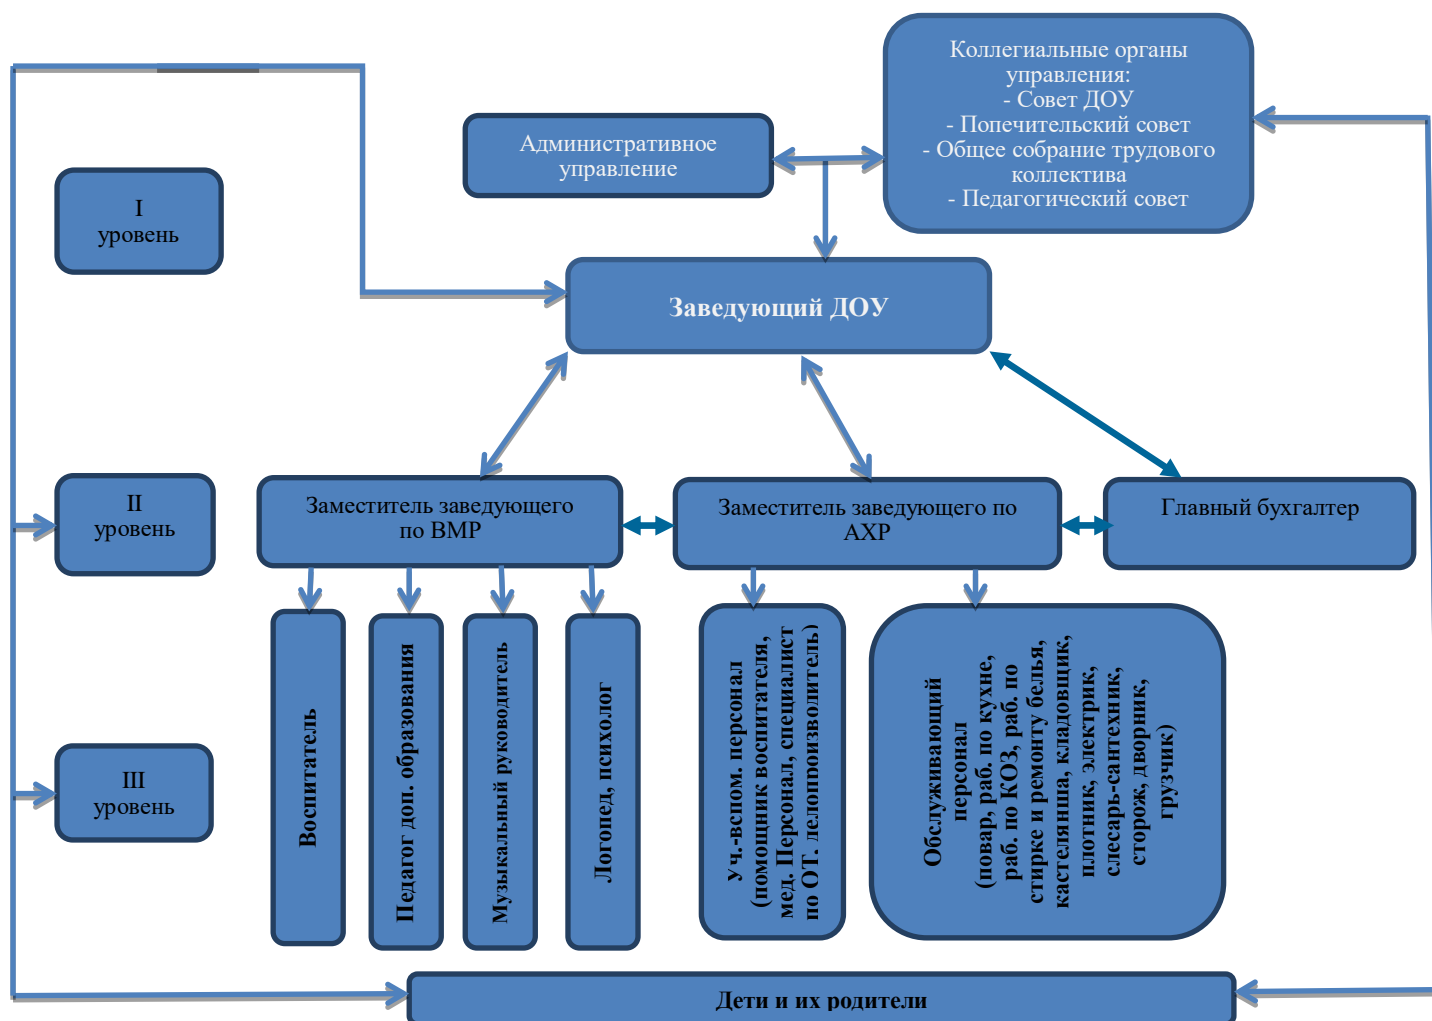 Коллегиальные органы
управления:
- Совет ДОУ
- Попечительский совет
- Общее собрание трудового
коллектива
- Педагогический совет
Административное
управление
I
уровень
Заведующий ДОУ
II
уровень
Заместитель заведующего
по ВМР
Заместитель заведующего по
АХР
Главный бухгалтер
III
уровень
Воспитатель
Педагог доп. образования
Музыкальный руководитель
Логопед, психолог
Уч.-вспом. персонал
(помощник воспитателя,
мед. Персонал, специалист
по ОТ. делопроизводитель)
Обслуживающий
персонал
(повар, раб. по кухне,
раб. по КОЗ, раб. по
стирке и ремонту белья,
кастелянша, кладовщик,
плотник, электрик,
слесарь-сантехник,
сторож, дворник,
грузчик)
Дети и их родители